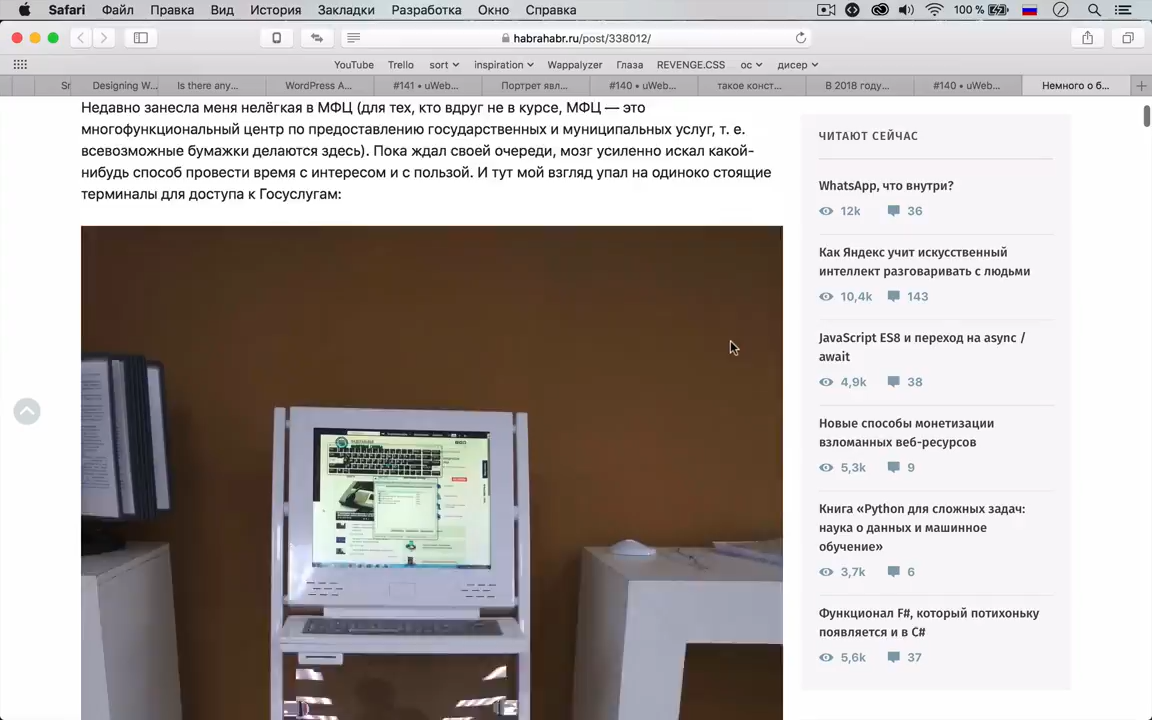 Safari Файл Правка Вид История Закладки Разработка Окно Справка 100 %
habrahabr.ru/post/338012/
YouTube Trello sort inspiration Wappalyzer Глаза REVENGE.CSS ос дисер
Sr Designing W... Is there any... WordPress A... #141 – uWeb... Портрет явл... #140 • uWeb... такое конст... В 2018 году... #140 • uWeb... Немного о б...
Недавно занесла меня нелёгкая в МФЦ (для тех, кто вдруг не в курсе, МФЦ — это
многофункциональный центр по предоставлению государственных и муниципальных услуг, т. е.
всевозможные бумажки делаются здесь). Пока ждал своей очереди, мозг усиленно искал какой-
нибудь способ провести время с интересом и с пользой. И тут мой взгляд упал на одиноко стоящие
терминалы для доступа к Госуслугам:
ЧИТАЮТ СЕЙЧАС
WhatsApp, что внутри?
12k 36
Как Яндекс учит искусственный
интеллект разговаривать с людьми
10,4k 143
JavaScript ES8 и переход на async /
await
4,9k 38
Новые способы монетизации
взломанных веб-ресурсов
5,3k 9
Книга «Python для сложных задач:
наука о данных и машинное
обучение»
3,7k 6
Функционал F#, который потихоньку
появляется и в C#
5,6k 37